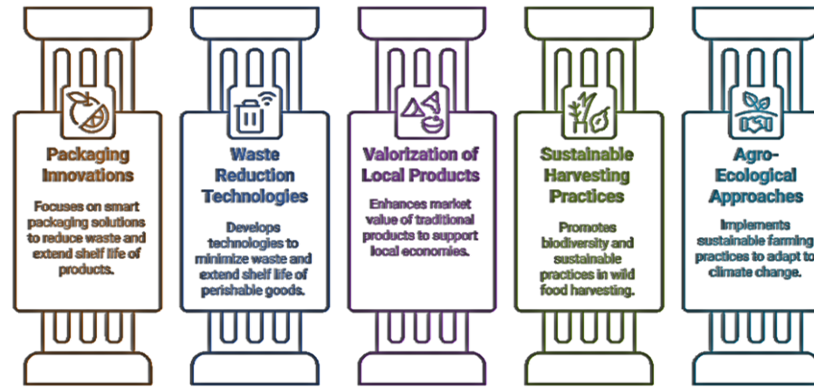 Packaging
Innovations
Focuses on smart
packaging solutions
to reduce waste and
extend shelf life of
products.
Waste
Reduction
Technologies
Develops
technologies to
minimize waste and
extend shelf life of
perishable goods.
Valorization of
Local Products
Enhances market
value of traditional
products to support
local economies.
Sustainable
Harvesting
Practices
Promotes
biodiversity and
sustainable
practices in wild
food harvesting.
Agro-
Ecological
Approaches
Implements
sustainable farming
practices to adapt to
climate change.